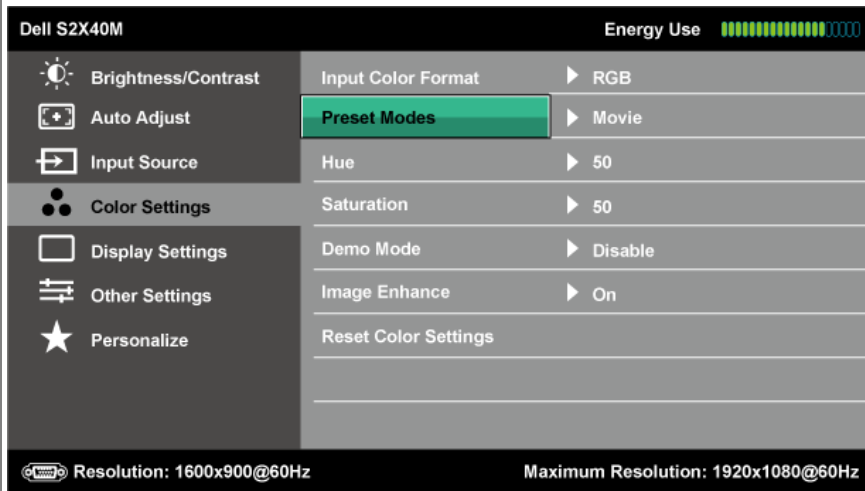 Dell S2X40M Energy Use
Brightness/Contrast Input Color Format RGB
Auto Adjust Preset Modes Movie
Input Source Hue 50
Color Settings Saturation 50
Display Settings Demo Mode Disable
Other Settings Image Enhance On
Personalize Reset Color Settings
Resolution: 1600x900@60Hz Maximum Resolution: 1920x1080@60Hz